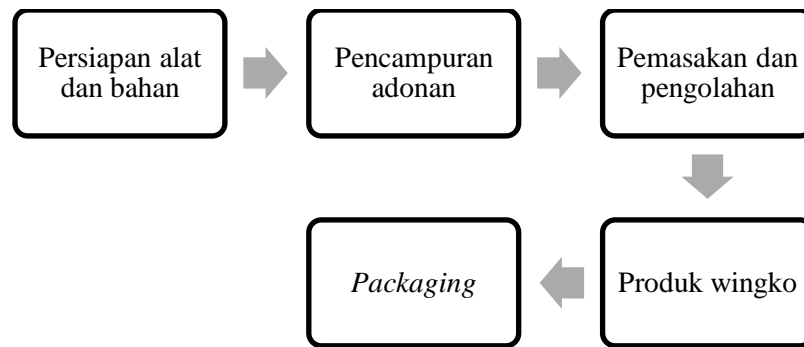 Persiapan alat
dan bahan
Pencampuran
adonan
Pemasakan dan
pengolahan
Produk wingko
Packaging